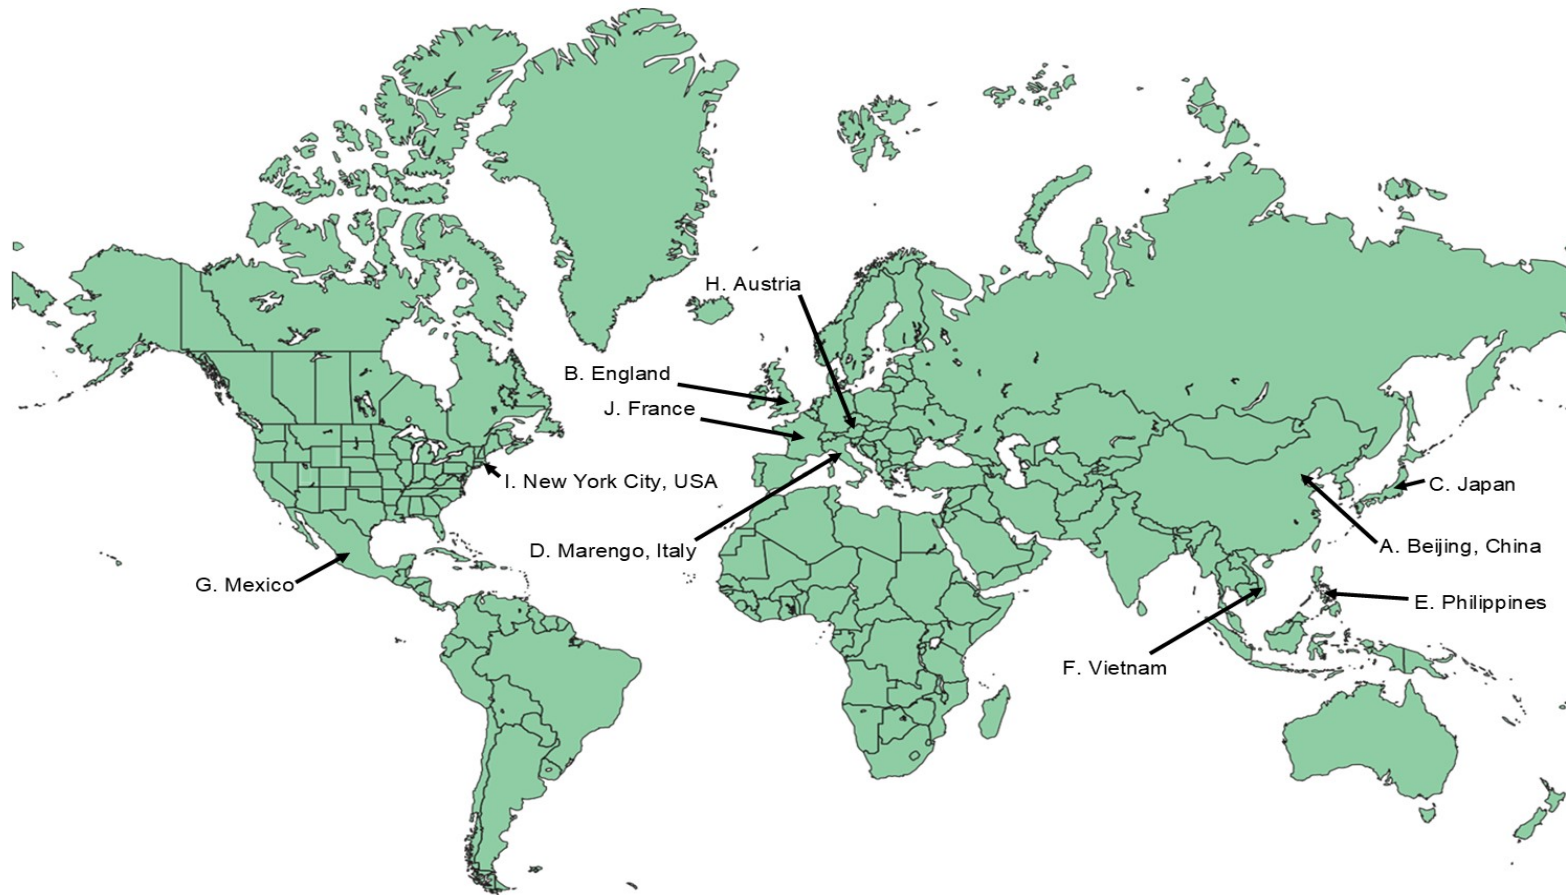 H. Austria
B. England
J. France
I. New York City, USA
C. Japan
D. Marengo, Italy
A. Beijing, China
G. Mexico
E. Philippines
F. Vietnam